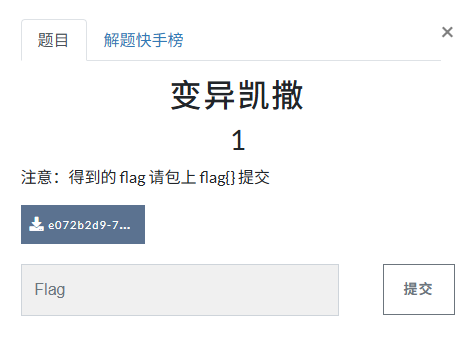 题目 解题快手榜 ×
变异凯撒
1
注意：得到的 flag 请包上 flag{} 提交
e072b2d9-7...
Flag 提交